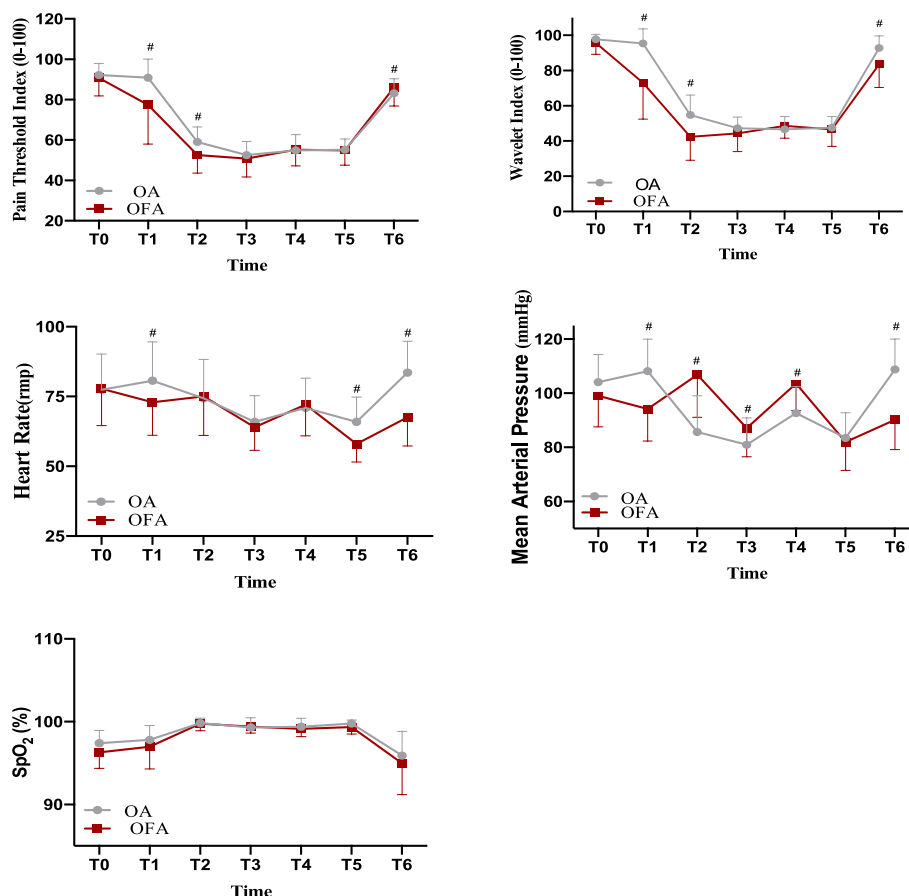 Pain Threshold Index (0-100)
120
100
80
60
40
20
#
#
#
OA
OFA
T0 T1 T2 T3 T4 T5 T6
Time
Wavelet Index (0-100)
100
80
60
40
20
0
#
#
#
OA
OFA
T0 T1 T2 T3 T4 T5 T6
Time
Heart Rate(rmp)
100
75
50
25
#
#
#
OA
OFA
T0 T1 T2 T3 T4 T5 T6
Time
Mean Arterial Pressure (mmHg)
120
100
80
60
#
#
#
#
#
OA
OFA
T0 T1 T2 T3 T4 T5 T6
Time
SpO2 (%)
110
100
90
OA
OFA
T0 T1 T2 T3 T4 T5 T6
Time